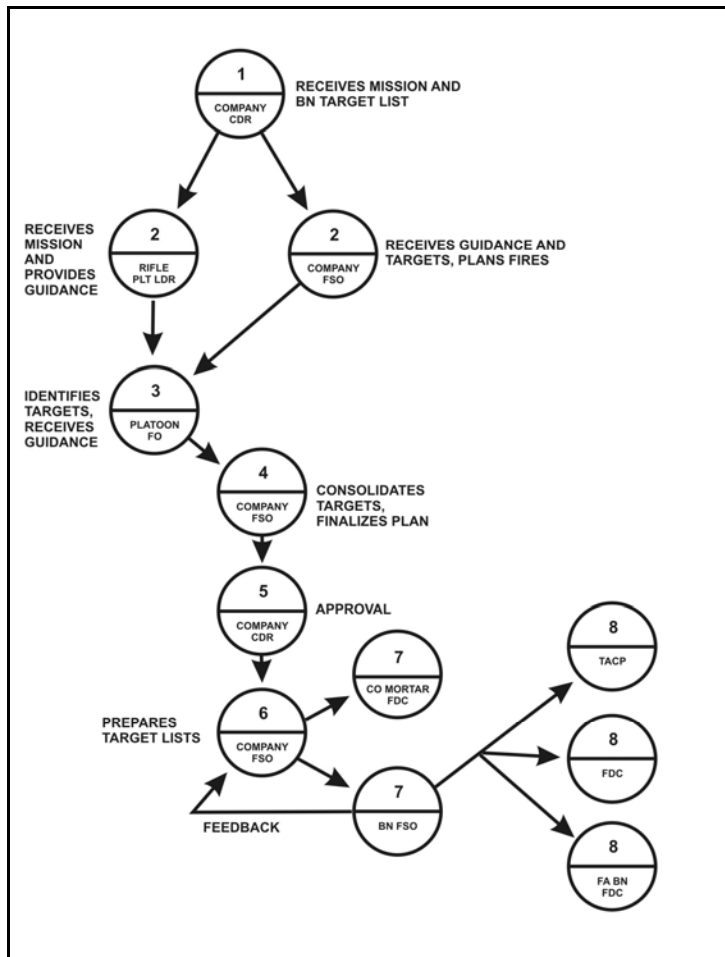 1
COMPANY
CDR
RECEIVES MISSION AND
BN TARGET LIST
RECEIVES
MISSION
AND
PROVIDES
GUIDANCE
2
RIFLE
PLT LDR
2
COMPANY
FSO
RECEIVES GUIDANCE AND
TARGETS, PLANS FIRES
IDENTIFIES
TARGETS,
RECEIVES
GUIDANCE
3
PLATOON
FO
4
COMPANY
FSO
CONSOLIDATES
TARGETS,
FINALIZES PLAN
5
COMPANY
CDR
APPROVAL
PREPARES
TARGET LISTS
6
COMPANY
FSO
7
CO MORTAR
FDC
7
BN FSO
FEEDBACK
8
TACP
8
FDC
8
FA BN
FDC